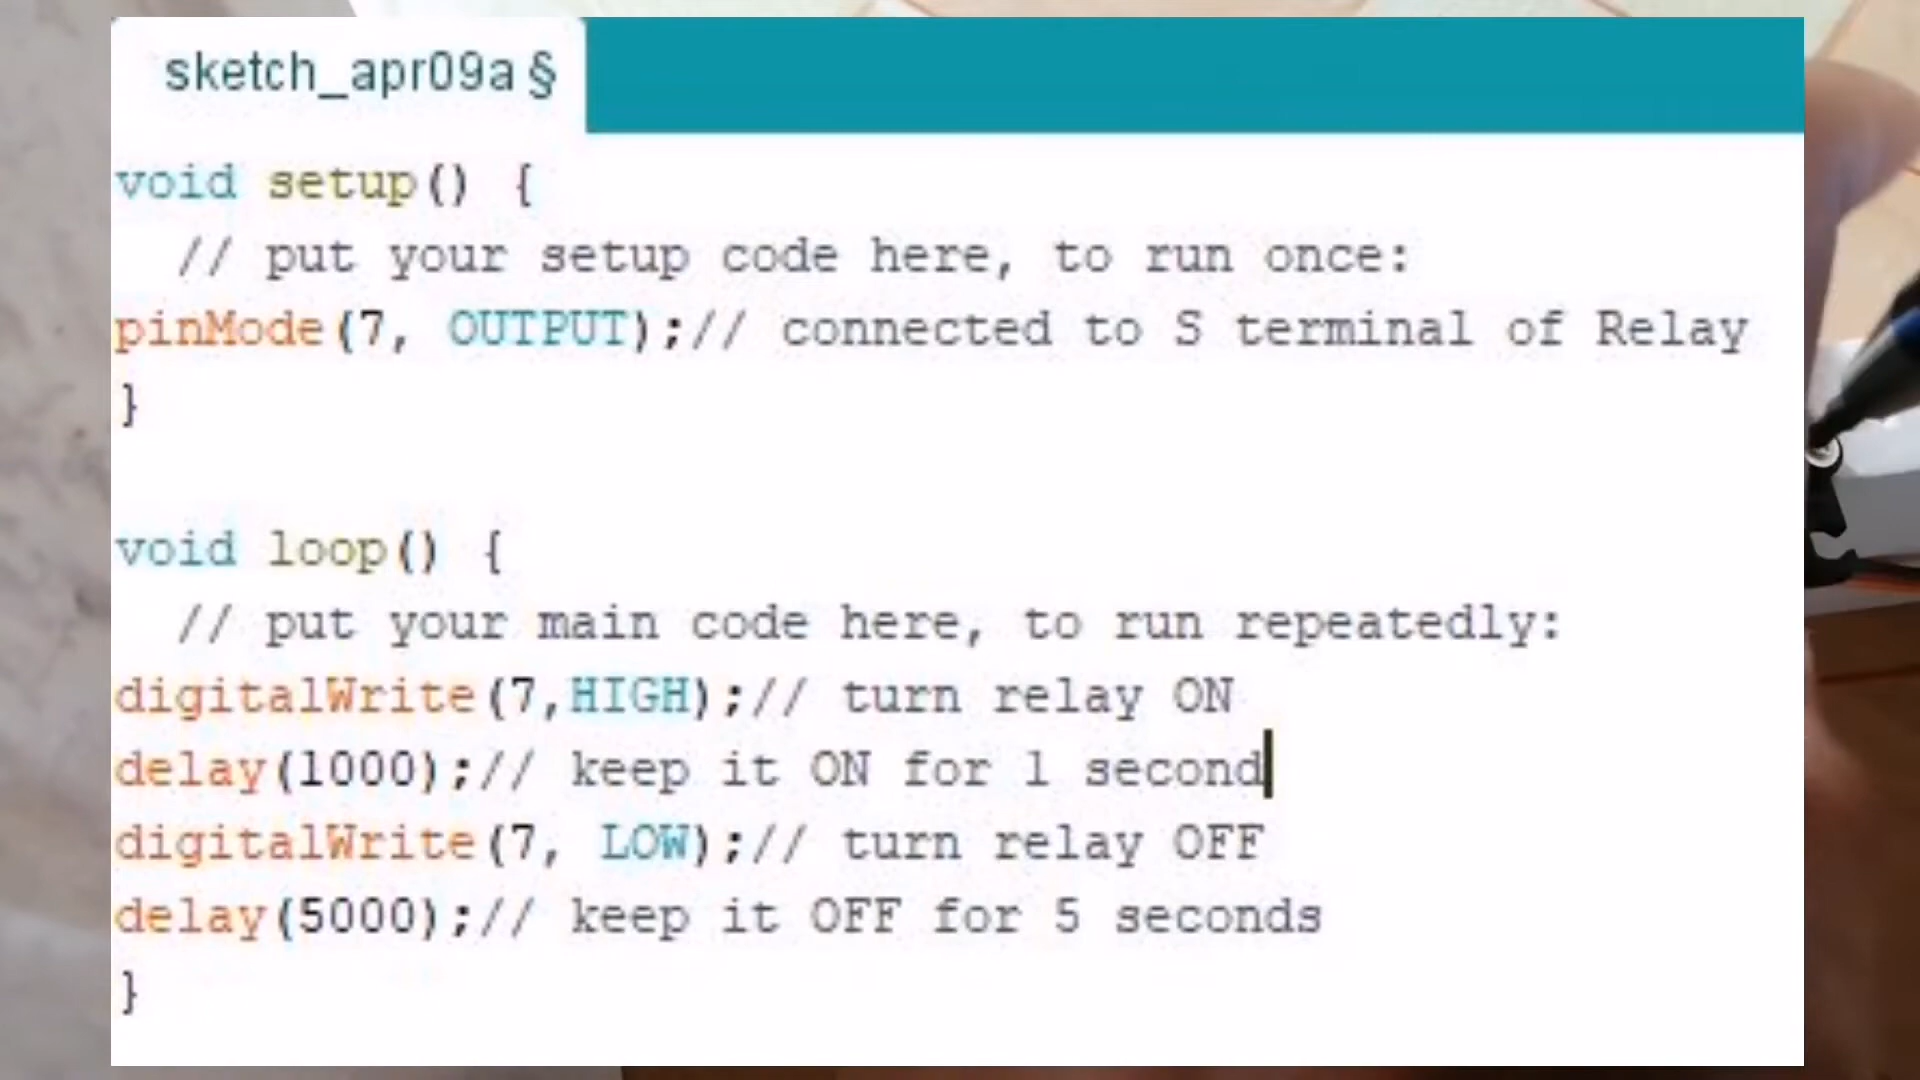 sketch_apr09a §
void setup() {
  // put your setup code here, to run once:
pinMode(7, OUTPUT);// connected to S terminal of Relay
}
void loop() {
  // put your main code here, to run repeatedly:
digitalWrite(7,HIGH);// turn relay ON
delay(1000);// keep it ON for 1 second
digitalWrite(7, LOW);// turn relay OFF
delay(5000);// keep it OFF for 5 seconds
}